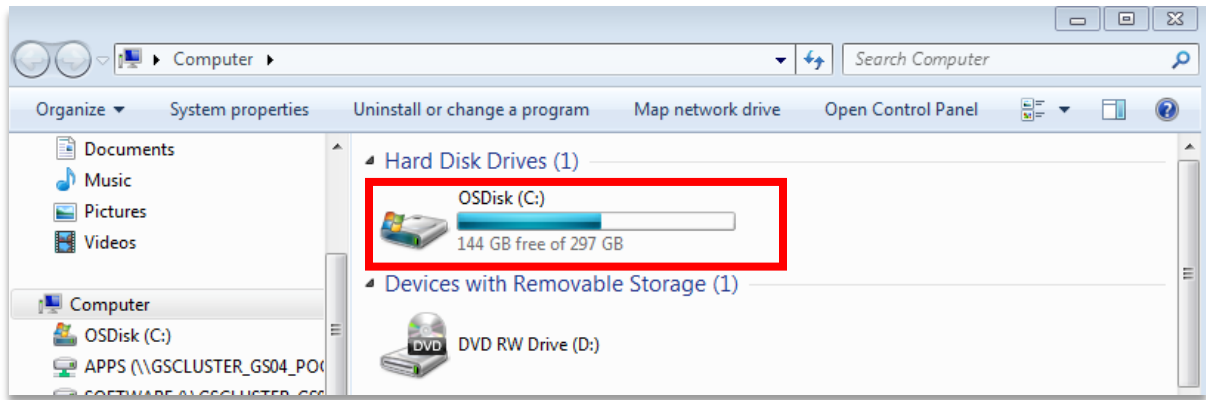 Computer
Search Computer
Organize System properties Uninstall or change a program Map network drive Open Control Panel
Documents
Music
Pictures
Videos
Computer
OSDisk (C:)
APPS (\\GSCLUSTER_GS04_PO
Hard Disk Drives (1)
OSDisk (C:)
144 GB free of 297 GB
Devices with Removable Storage (1)
DVD
DVD RW Drive (D:)